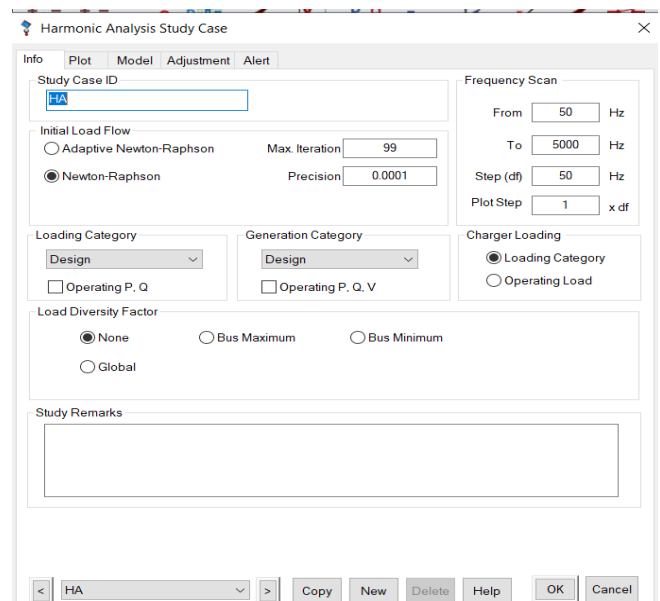 Harmonic Analysis Study Case
Info Plot Model Adjustment Alert
Study Case ID
HA
Frequency Scan
From 50 Hz
To 5000 Hz
Step (df) 50 Hz
Plot Step 1 x df
Initial Load Flow
Adaptive Newton-Raphson Max. Iteration 99
Newton-Raphson Precision 0.0001
Loading Category
Design
Operating P, Q
Generation Category
Design
Operating P, Q, V
Charger Loading
Loading Category
Operating Load
Load Diversity Factor
None Bus Maximum Bus Minimum
Global
Study Remarks
< HA > Copy New Delete Help OK Cancel